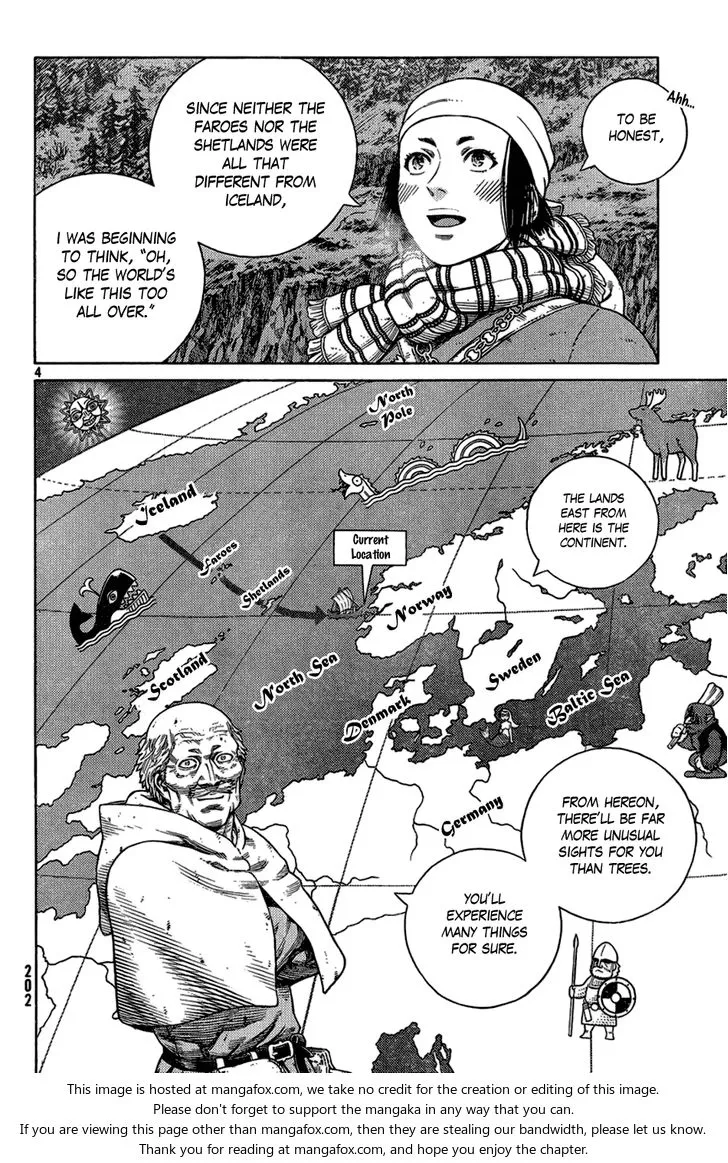 Ahh...
TO BE
HONEST,
SINCE NEITHER THE
FAROES NOR THE
SHETLANDS WERE
ALL THAT
DIFFERENT FROM
ICELAND,
I WAS BEGINNING
TO THINK, “OH,
SO THE WORLD'S
LIKE THIS TOO
ALL OVER.”
4
North
Pole
Iceland
Faroes
Shetlands
Current
Location
THE LANDS
EAST FROM
HERE IS THE
CONTINENT.
Norway
Scotland
North Sea
Sweden
Denmark
Baltic Sea
Germany
FROM HEREON,
THERE'LL BE FAR
MORE UNUSUAL
SIGHTS FOR YOU
THAN TREES.
YOU'LL
EXPERIENCE
MANY THINGS
FOR SURE.
202
This image is hosted at mangafox.com, we take no credit for the creation or editing of this image.
Please don't forget to support the mangaka in any way that you can.
If you are viewing this page other than mangafox.com, then they are stealing our bandwidth, please let us know.
Thank you for reading at mangafox.com, and hope you enjoy the chapter.